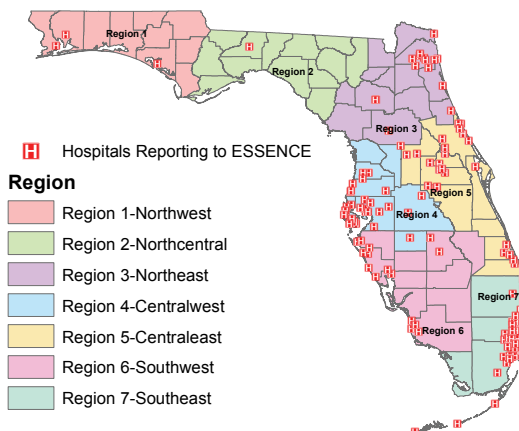 Region 1
Region 2
Region 3
H Hospitals Reporting to ESSENCE
Region
Region 5
Region 1-Northwest
Region 4
Region 2-Northcentral
Region 3-Northeast
Region 7
Region 4-Centralwest
Region 5-Centraleast
Region 6
Region 6-Southwest
Region 7-Southeast